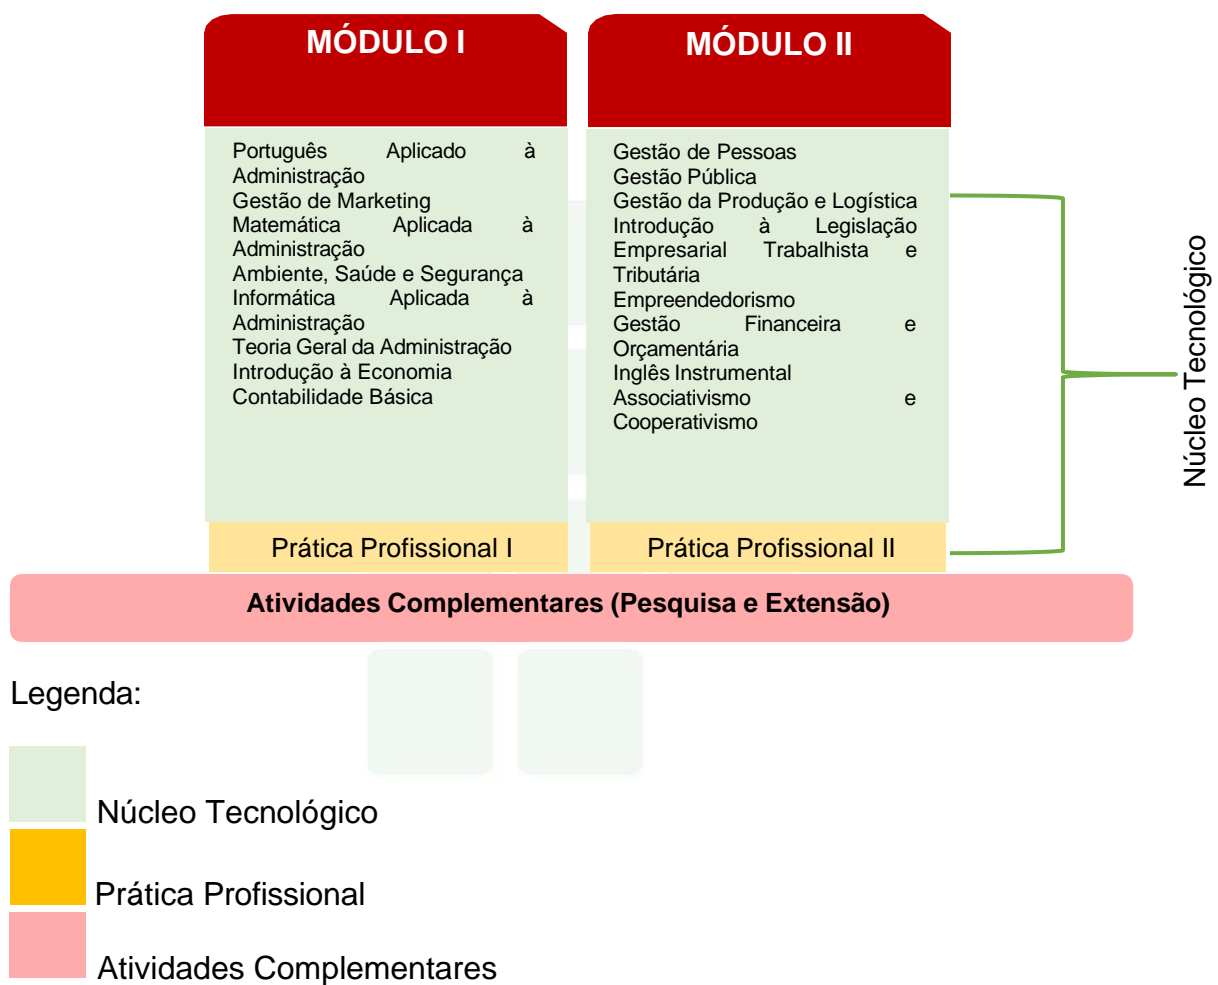 MÓDULO I
Português Aplicado à
Administração
Gestão de Marketing
Matemática Aplicada à
Administração
Ambiente, Saúde e Segurança
Informática Aplicada à
Administração
Teoria Geral da Administração
Introdução à Economia
Contabilidade Básica
Prática Profissional I
MÓDULO II
Gestão de Pessoas
Gestão Pública
Gestão da Produção e Logística
Introdução à Legislação
Empresarial Trabalhista e
Tributária
Empreendedorismo
Gestão Financeira e
Orçamentária
Inglês Instrumental
Associativismo e
Cooperativismo
Prática Profissional II
Núcleo Tecnológico
Atividades Complementares (Pesquisa e Extensão)
Legenda:
Núcleo Tecnológico
Prática Profissional
Atividades Complementares